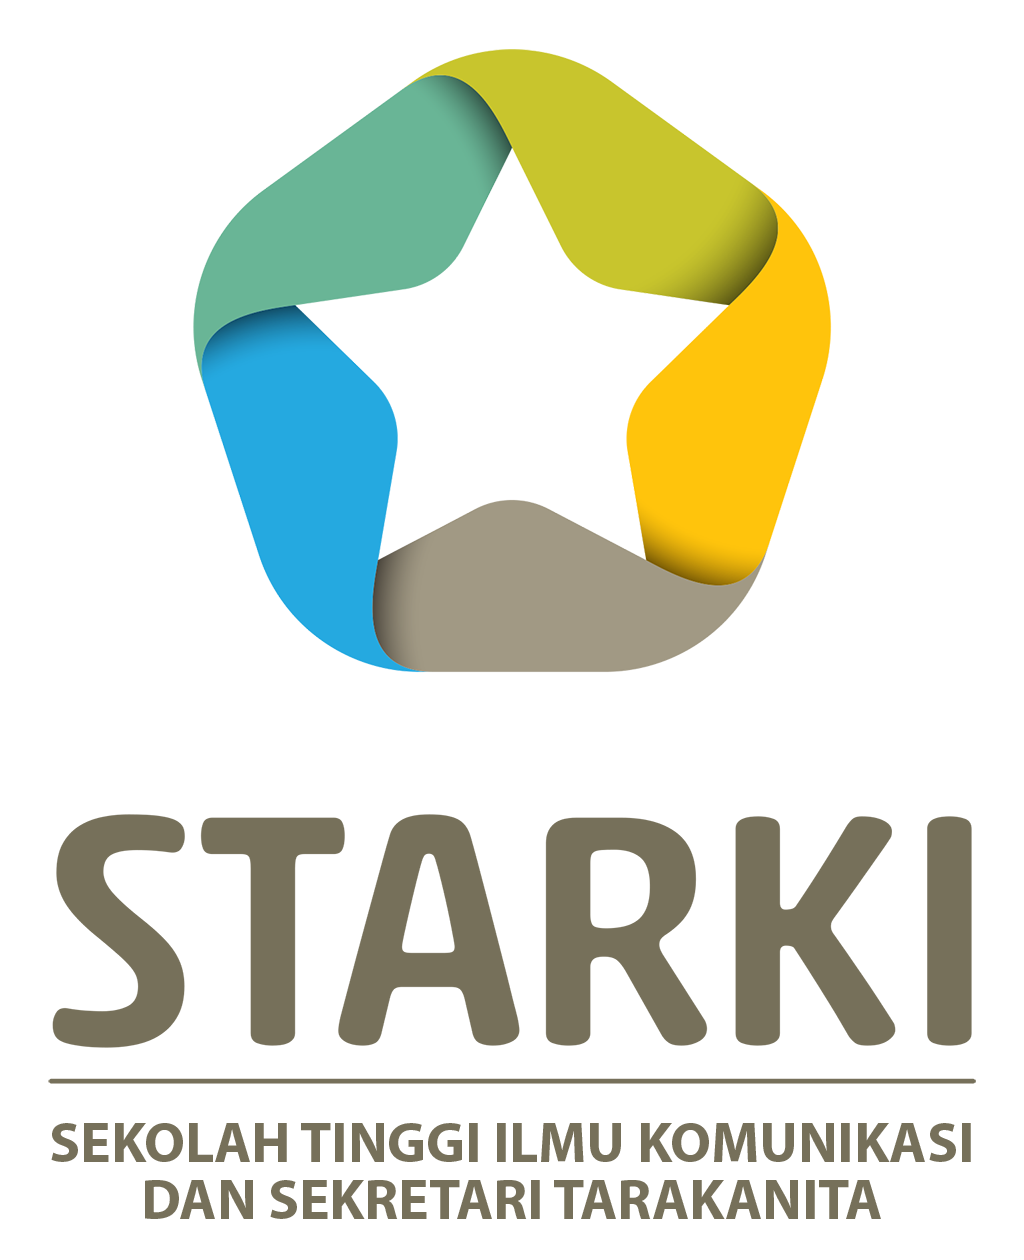 STARKI
SEKOLAH TINGGI ILMU KOMUNIKASI
DAN SEKRETARI TARAKANITA